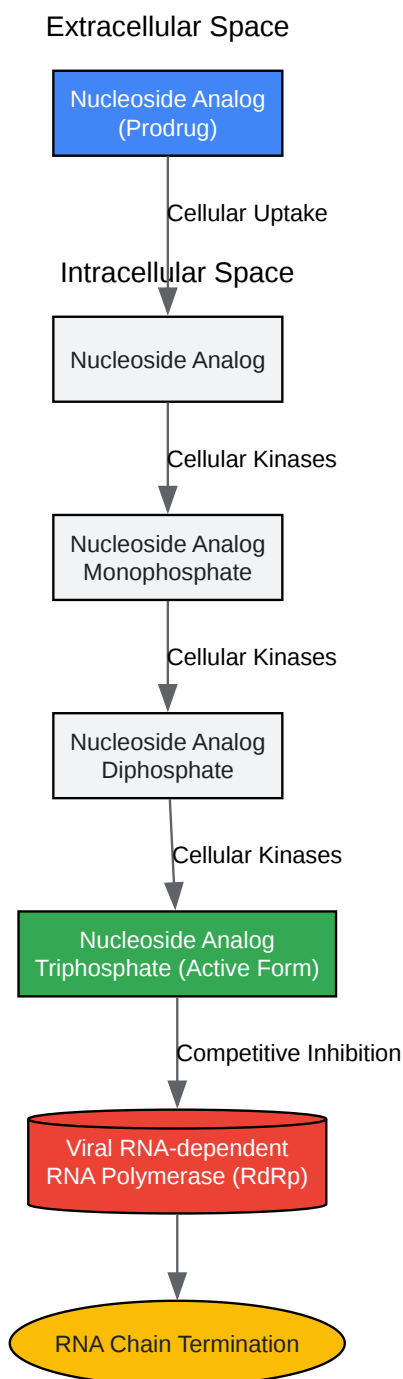 Extracellular Space
Nucleoside Analog
(Prodrug)
Cellular Uptake
Intracellular Space
Nucleoside Analog
Cellular Kinases
Nucleoside Analog
Monophosphate
Cellular Kinases
Nucleoside Analog
Diphosphate
Cellular Kinases
Nucleoside Analog
Triphosphate (Active Form)
Competitive Inhibition
Viral RNA-dependent
RNA Polymerase (RdRp)
RNA Chain Termination